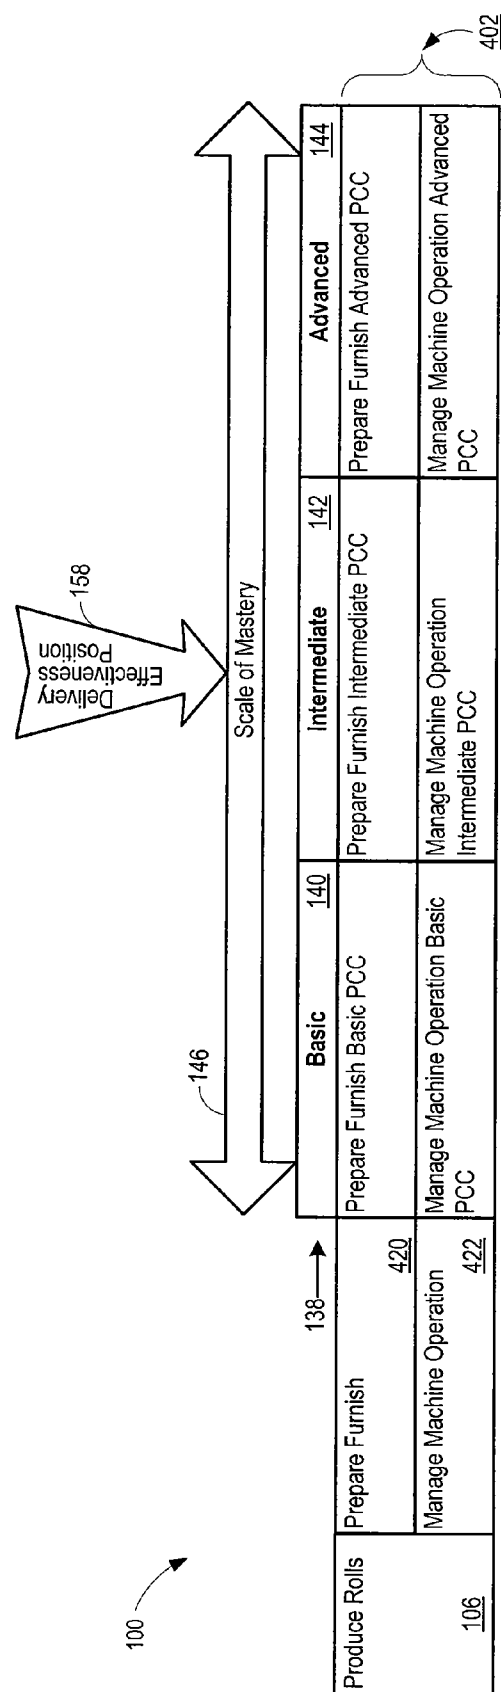 100
Delivery
Effectiveness
Position
158
146
Scale of Mastery
138
Basic 140
Intermediate 142
Advanced 144
402
Produce Rolls
106
Prepare Furnish
420
Prepare Furnish Basic PCC
Prepare Furnish Intermediate PCC
Prepare Furnish Advanced PCC
Manage Machine Operation
422
Manage Machine Operation Basic
PCC
Manage Machine Operation
Intermediate PCC
Manage Machine Operation Advanced
PCC